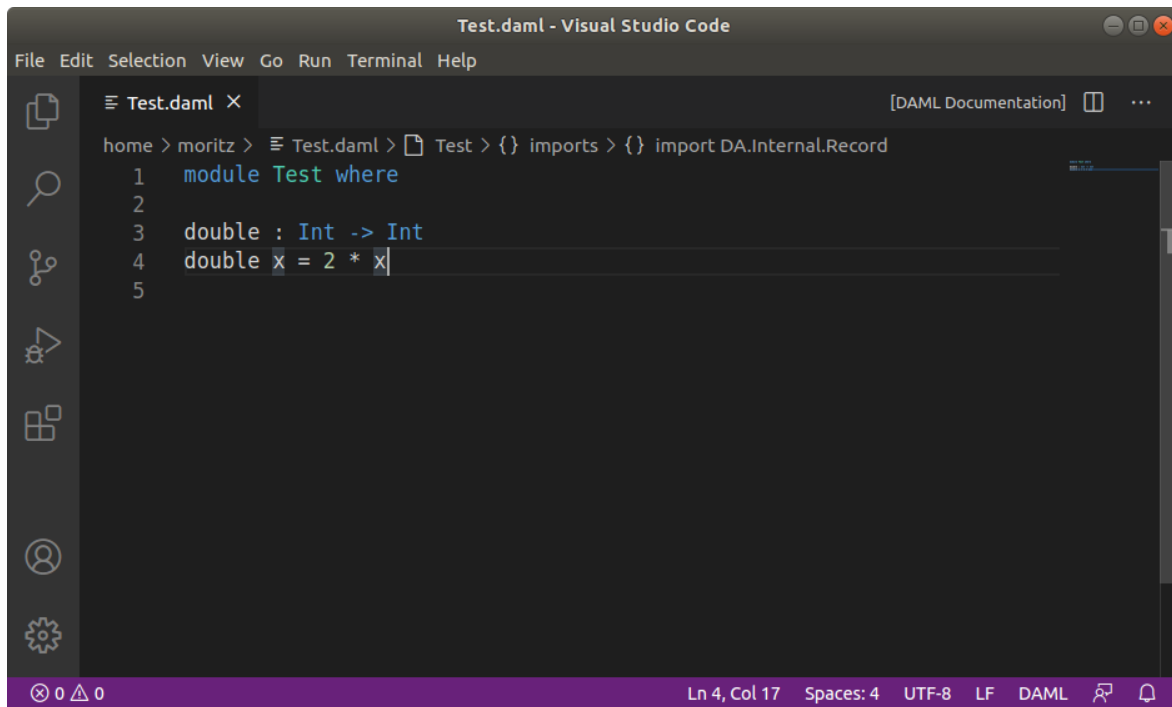 Test.daml - Visual Studio Code
File Edit Selection View Go Run Terminal Help
Test.daml [DAML Documentation]
home > moritz > Test.daml > Test > {} imports > {} import DA.Internal.Record
1 module Test where
2
3 double : Int -> Int
4 double x = 2 * x
5
0 0 Ln 4, Col 17 Spaces: 4 UTF-8 LF DAML